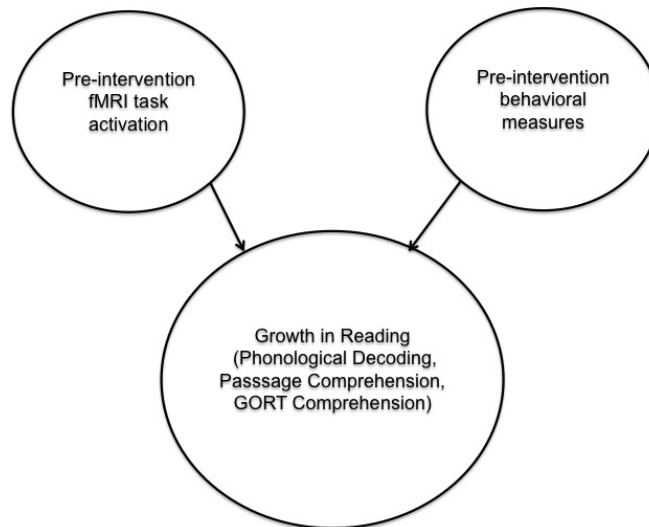 Pre-intervention
fMRI task
activation
Pre-intervention
behavioral
measures
Growth in Reading
(Phonological Decoding,
Passsage Comprehension,
GORT Comprehension)